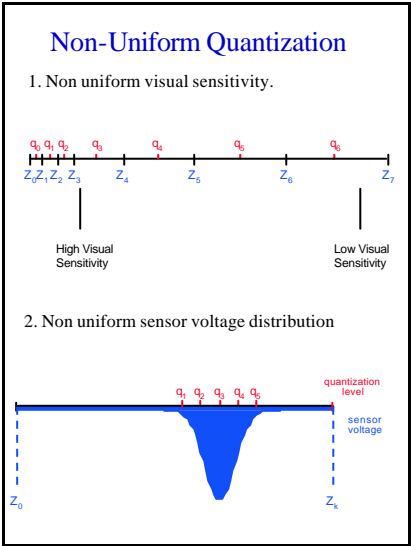 Non-Uniform Quantization
1. Non uniform visual sensitivity.
q0 q1 q2 q3 q4 q5 q6
Z0 Z1 Z2 Z3 Z4 Z5 Z6 Z7
High Visual
Sensitivity
Low Visual
Sensitivity
2. Non uniform sensor voltage distribution
quantization
level
q1 q2 q3 q4 q5
sensor
voltage
Z0 Zk